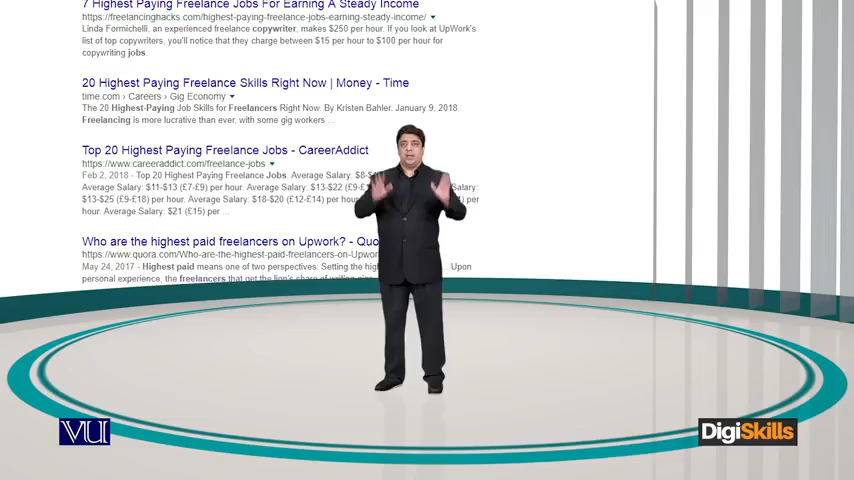 7 Highest Paying Freelance Jobs For Earning A Steady Income
https://freelancinghacks.com/highest-paying-freelance-jobs-earning-steady-income/
Linda Formichelli, an experienced freelance copywriter, makes $250 per hour. If you look at UpWork's
list of top copywriters, you'll notice that they charge between $15 per hour to $100 per hour for
copywriting jobs.
20 Highest Paying Freelance Skills Right Now | Money - Time
time.com › Careers › Gig Economy
The 20 Highest-Paying Job Skills for Freelancers Right Now. By Kristen Bahler. January 9, 2018.
Freelancing is more lucrative than ever, with some gig workers ...
Top 20 Highest Paying Freelance Jobs - CareerAddict
https://www.careeraddict.com/freelance-jobs
Feb 2, 2018 - Top 20 Highest Paying Freelance Jobs. Average Salary:
Average Salary: $11-$13 (£7-£9) per hour. Average Salary: $13-$22 Salary:
$13-$25 (£9-£18) per hour. Average Salary: $18-$20 (£12-£14) per per
hour. Average Salary: $21 (£15) per ...
Who are the highest paid freelancers on Upwork? -
https://www.quora.com/Who-are-the-highest-paid-freelancers-on-Upwor
May 24, 2017 - Highest paid means one of two perspectives: Setting the ... Upon
personal experience, the freelancers that get the lion's share of writing gigs
VU
DigiSkills